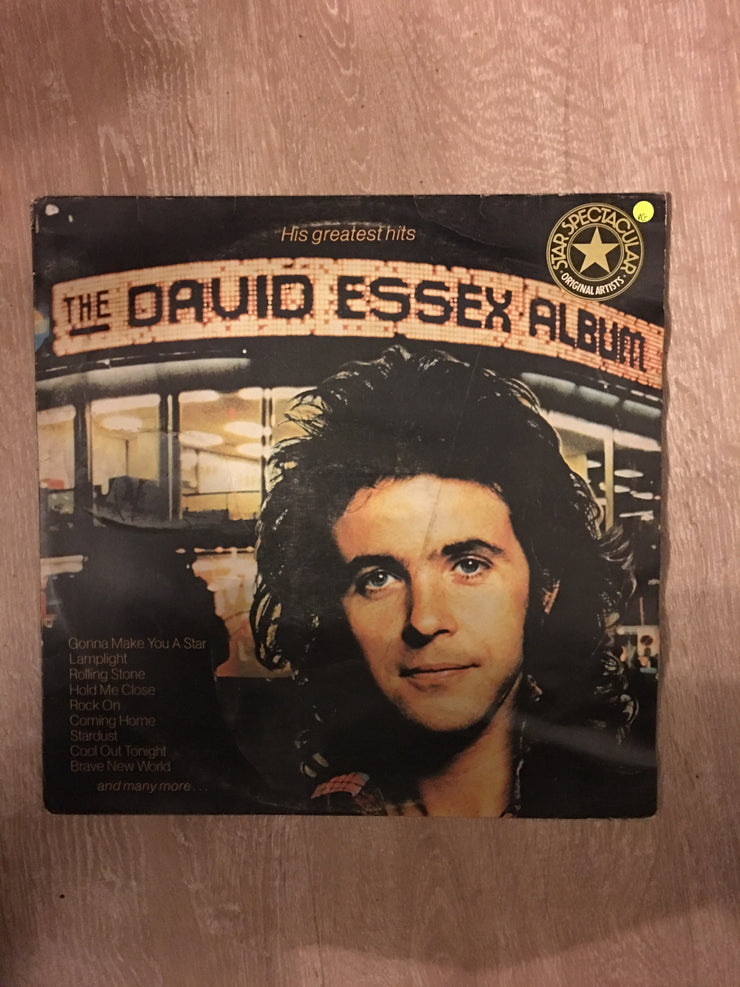 His greatest hits
STAR SPECTACULAR
ORIGINAL ARTISTS
THE DAVID ESSEX ALBUM
Gonna Make You A Star
Lamplight
Rolling Stone
Hold Me Close
Rock On
Coming Home
Stardust
Cool Out Tonight
Brave New World
and many more...